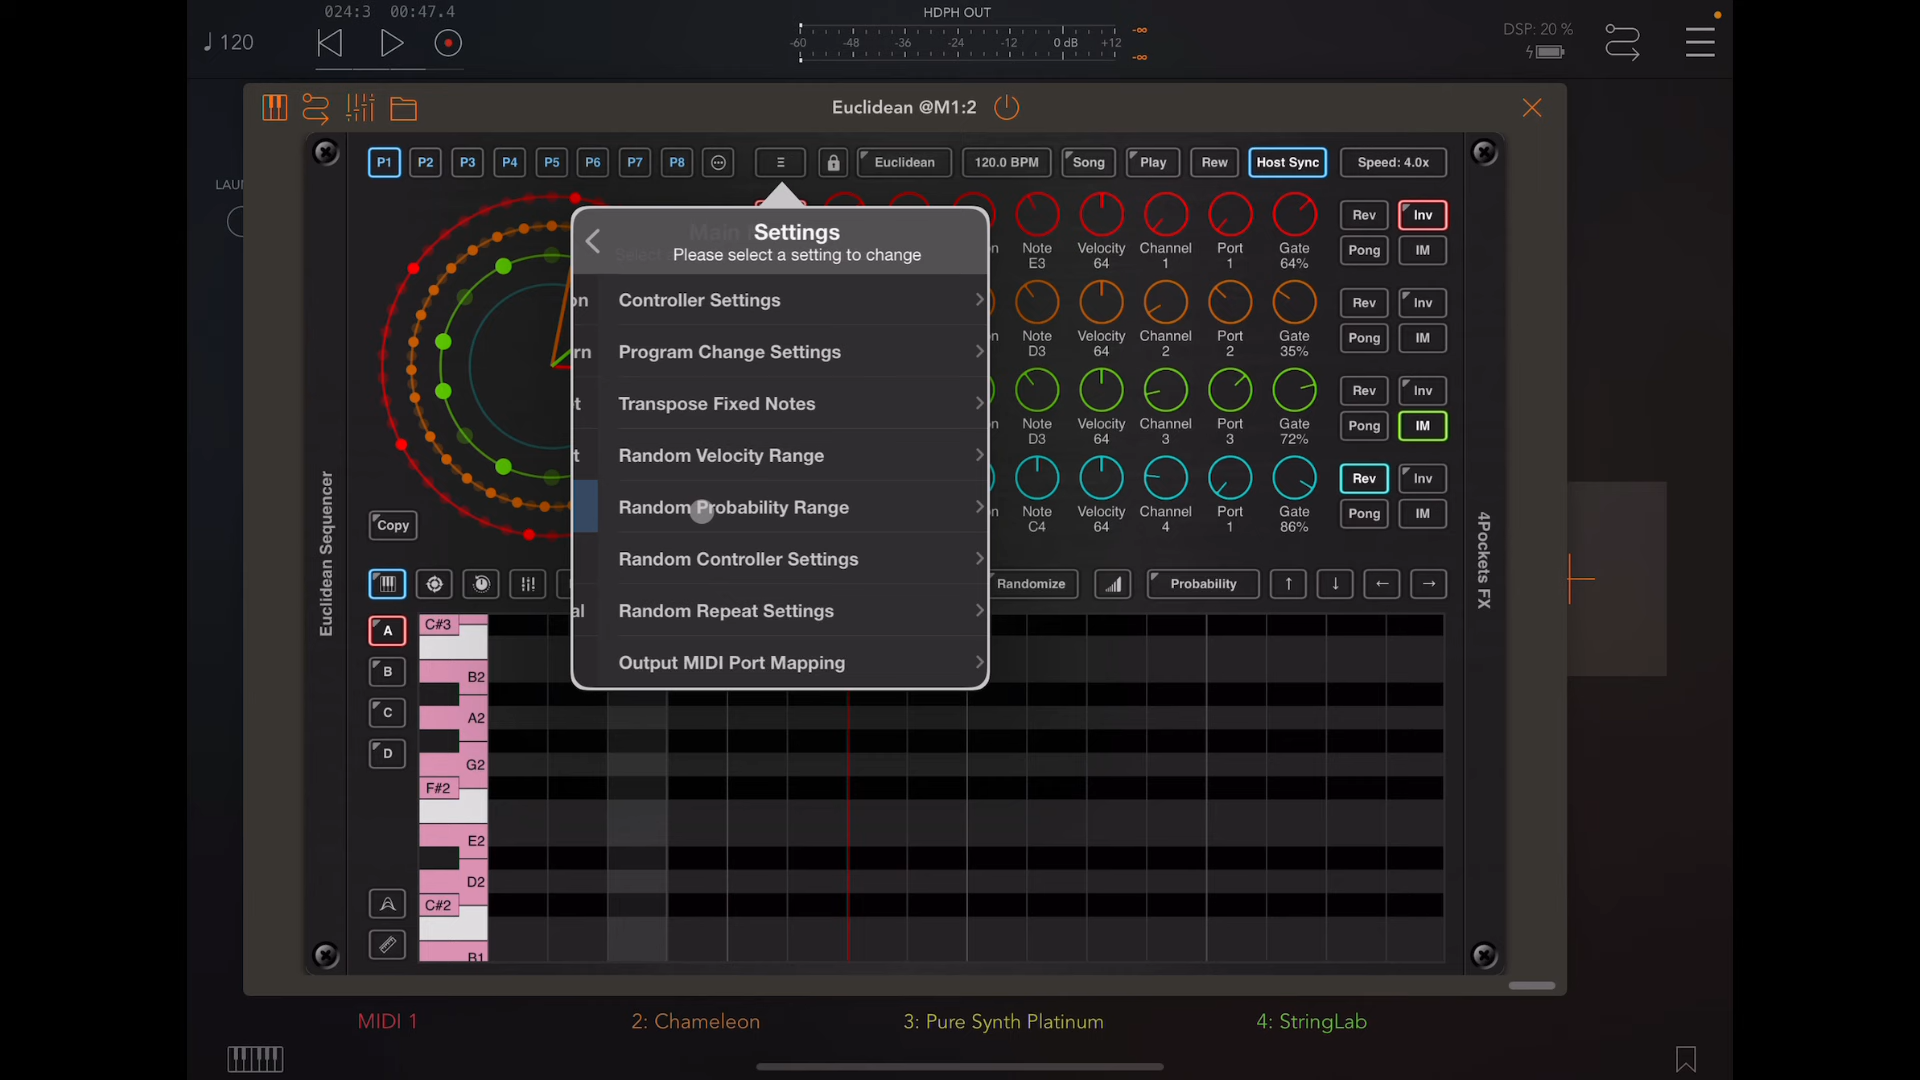 024:3 00:47.4
♩ 120
HDPH OUT
-60 -48 -36 -24 -12 0 dB +12
-∞
-∞
DSP: 20 %
Euclidean @M1:2
LAU
P1 P2 P3 P4 P5 P6 P7 P8
Euclidean 120.0 BPM Song Play Rew Host Sync Speed: 4.0x
Settings
Please select a setting to change
Controller Settings
Program Change Settings
Transpose Fixed Notes
Random Velocity Range
Random Probability Range
Random Controller Settings
Random Repeat Settings
Output MIDI Port Mapping
Note Velocity Channel Port Gate
E3 64 1 1 64%
Rev Inv
Pong IM
Note Velocity Channel Port Gate
D3 64 2 2 35%
Rev Inv
Pong IM
Note Velocity Channel Port Gate
D3 64 3 3 72%
Rev Inv
Pong IM
Note Velocity Channel Port Gate
C4 64 4 1 86%
Rev Inv
Pong IM
Copy
Euclidean Sequencer
4Pockets FX
Randomize Probability ↑ ↓ ← →
A
B
C
D
C#3
B2
A2
G2
F#2
E2
D2
C#2
B1
MIDI 1 2: Chameleon 3: Pure Synth Platinum 4: StringLab